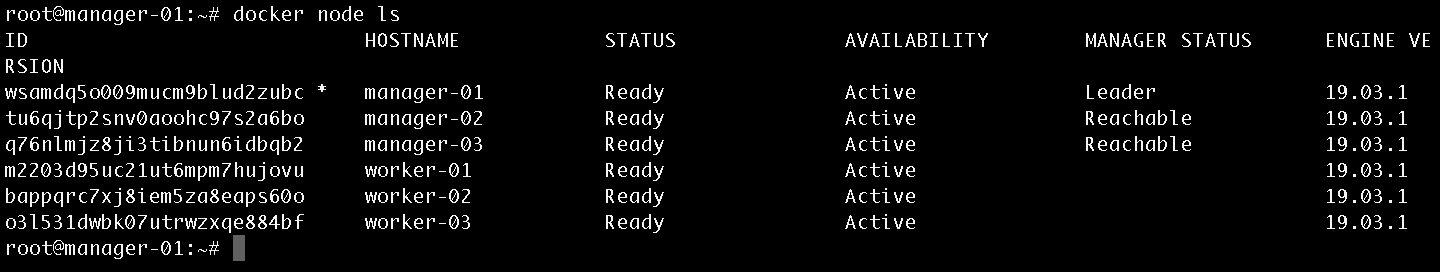 root@manager-01:~# docker node ls
ID                            HOSTNAME            STATUS              AVAILABILITY        MANAGER STATUS      ENGINE VE
RSION
wsamdq5o009mucm9blud2zubc *   manager-01          Ready               Active              Leader              19.03.1
tu6qjtp2snv0aoohc97s2a6bo     manager-02          Ready               Active              Reachable           19.03.1
q76nlmjz8ji3tibnun6idbqb2     manager-03          Ready               Active              Reachable           19.03.1
m2203d95uc21ut6mpm7hujovu     worker-01           Ready               Active                                  19.03.1
bappqrc7xj8iem5za8eaps60o     worker-02           Ready               Active                                  19.03.1
o3l531dwbk07utrwzxqe884bf     worker-03           Ready               Active                                  19.03.1
root@manager-01:~#